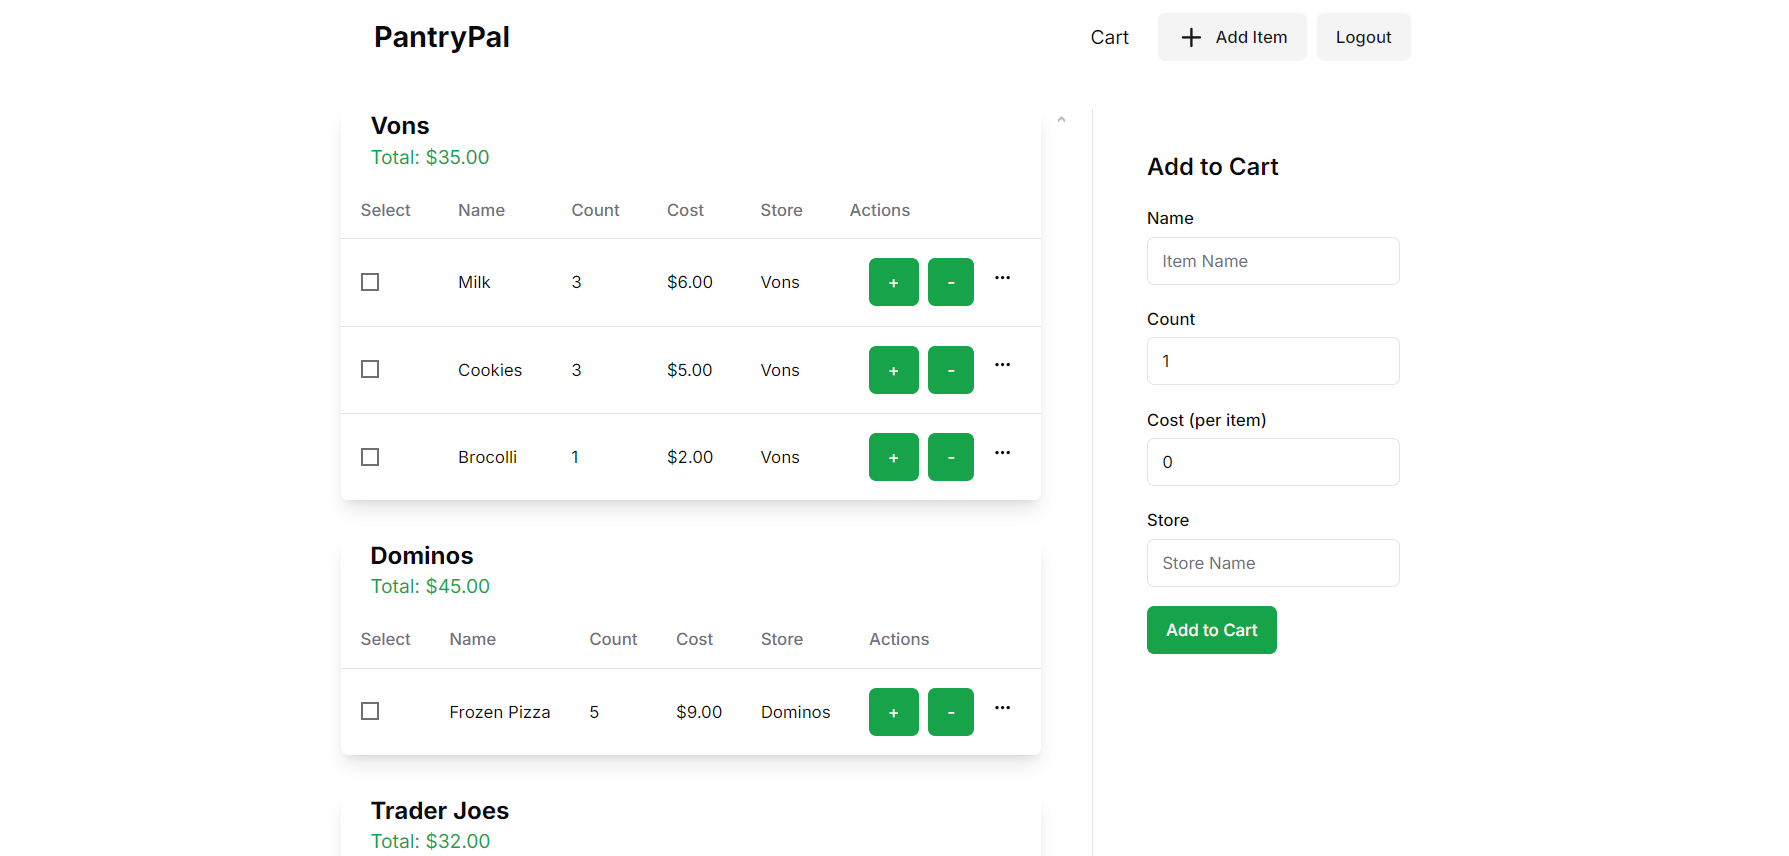 PantryPal
Cart
+ Add Item
Logout
Vons
Total: $35.00
Select Name Count Cost Store Actions
Milk 3 $6.00 Vons + - ...
Cookies 3 $5.00 Vons + - ...
Brocolli 1 $2.00 Vons + - ...
Dominos
Total: $45.00
Select Name Count Cost Store Actions
Frozen Pizza 5 $9.00 Dominos + - ...
Trader Joes
Total: $32.00
Add to Cart
Name
Item Name
Count
1
Cost (per item)
0
Store
Store Name
Add to Cart